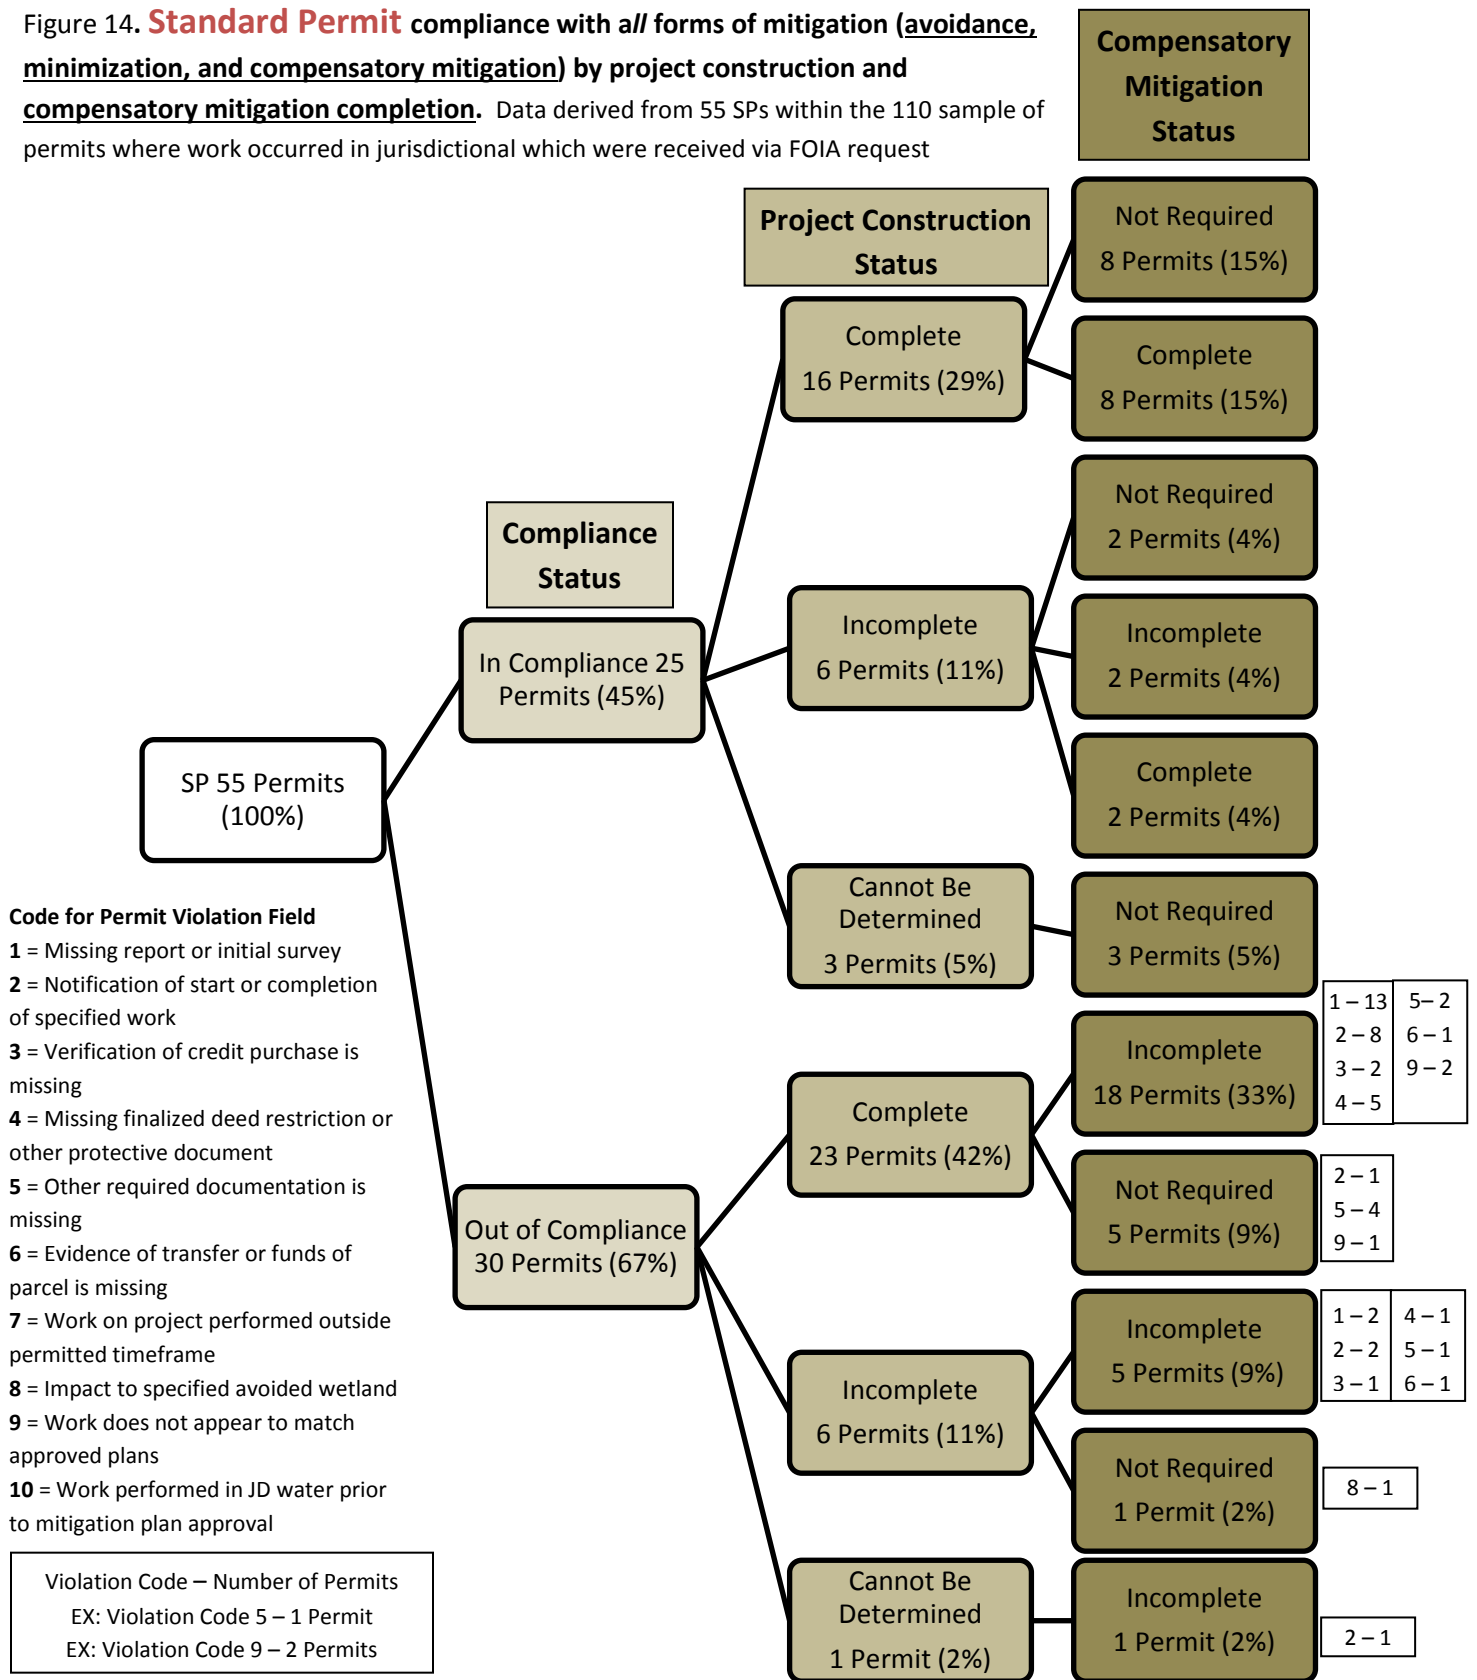 Figure 14. Standard Permit compliance with all forms of mitigation (avoidance,
minimization, and compensatory mitigation) by project construction and
compensatory mitigation completion. Data derived from 55 SPs within the 110 sample of
permits where work occurred in jurisdictional which were received via FOIA request
Compensatory
Mitigation
Status
Project Construction
Status
Compliance
Status
SP 55 Permits
(100%)
In Compliance 25
Permits (45%)
Complete
16 Permits (29%)
Not Required
8 Permits (15%)
Complete
8 Permits (15%)
Incomplete
6 Permits (11%)
Not Required
2 Permits (4%)
Incomplete
2 Permits (4%)
Complete
2 Permits (4%)
Cannot Be
Determined
3 Permits (5%)
Not Required
3 Permits (5%)
Out of Compliance
30 Permits (67%)
Complete
23 Permits (42%)
Incomplete
18 Permits (33%)
1 – 13
2 – 8
3 – 2
4 – 5
5– 2
6 – 1
9 – 2
Not Required
5 Permits (9%)
2 – 1
5 – 4
9 – 1
Incomplete
6 Permits (11%)
Incomplete
5 Permits (9%)
1 – 2
2 – 2
3 – 1
4 – 1
5 – 1
6 – 1
Not Required
1 Permit (2%)
8 – 1
Cannot Be
Determined
1 Permit (2%)
Incomplete
1 Permit (2%)
2 – 1
Code for Permit Violation Field
1 = Missing report or initial survey
2 = Notification of start or completion
of specified work
3 = Verification of credit purchase is
missing
4 = Missing finalized deed restriction or
other protective document
5 = Other required documentation is
missing
6 = Evidence of transfer or funds of
parcel is missing
7 = Work on project performed outside
permitted timeframe
8 = Impact to specified avoided wetland
9 = Work does not appear to match
approved plans
10 = Work performed in JD water prior
to mitigation plan approval
Violation Code – Number of Permits
EX: Violation Code 5 – 1 Permit
EX: Violation Code 9 – 2 Permits